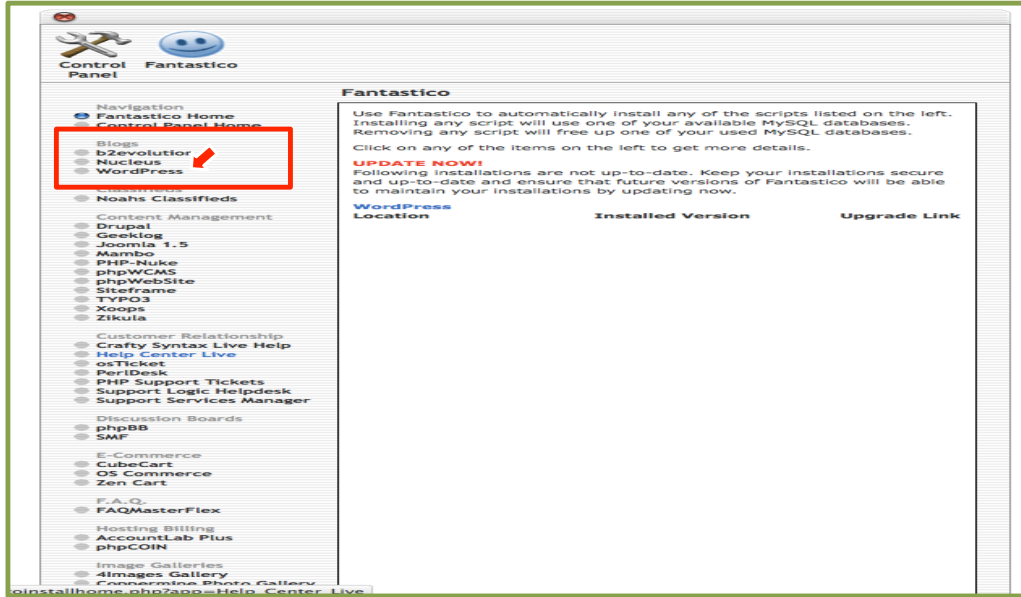 Control
Panel
Fantastico
Fantastico
Navigation
Fantastico Home
Control Panel Home
Blogs
b2evolution
Nucleus
WordPress
Classifieds
Noahs Classifieds
Content Management
Drupal
Geeklog
Joomla 1.5
Mambo
PHP-Nuke
phpWCMS
phpWebSite
Siteframe
TYPO3
Xoops
Zikula
Customer Relationship
Crafty Syntax Live Help
Help Center Live
osTicket
PerlDesk
PHP Support Tickets
Support Logic Helpdesk
Support Services Manager
Discussion Boards
phpBB
SMF
E-Commerce
CubeCart
OS Commerce
Zen Cart
F.A.Q.
FAQMasterFlex
Hosting Billing
AccountLab Plus
phpCOIN
Image Galleries
4Images Gallery
Coppermine Photo Gallery
Use Fantastico to automatically install any of the scripts listed on the left.
Installing any script will use one of your available MySQL databases.
Removing any script will free up one of your used MySQL databases.
Click on any of the items on the left to get more details.
UPDATE NOW!
Following installations are not up-to-date. Keep your installations secure
and up-to-date and ensure that future versions of Fantastico will be able
to maintain your installations by updating now.
WordPress
Location Installed Version Upgrade Link
oinstallhome.php?app=Help_Center_Live